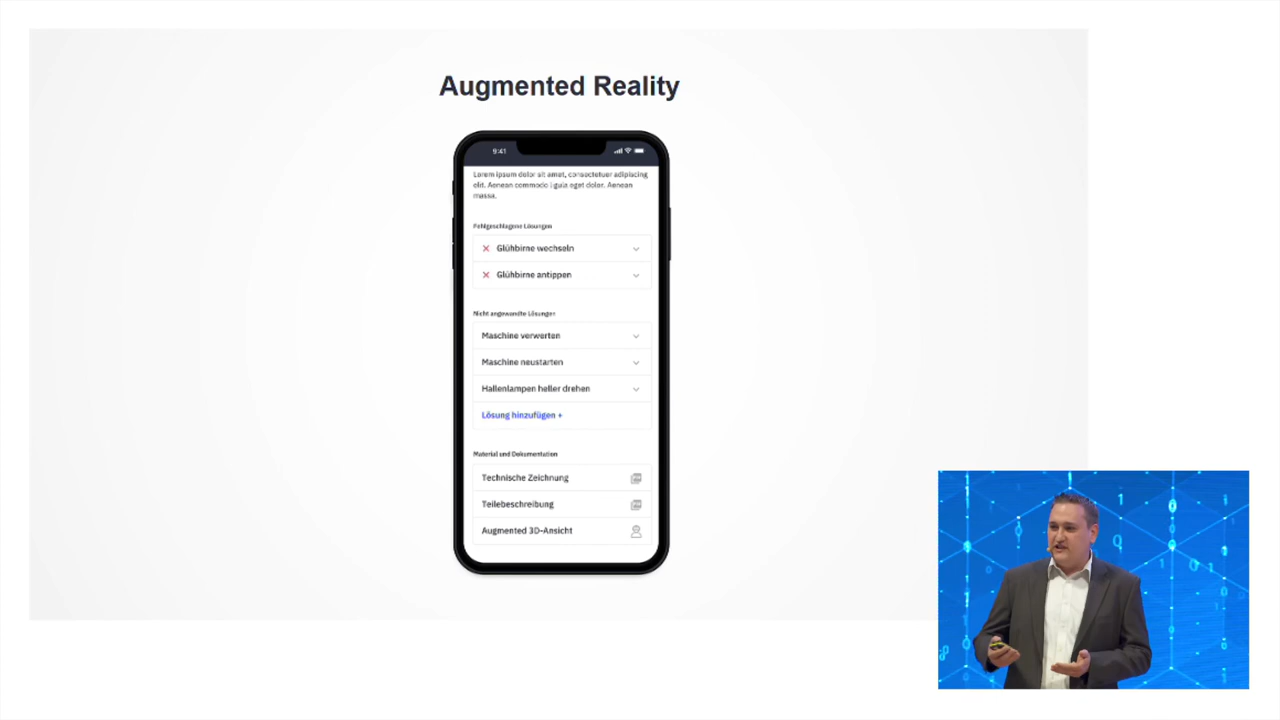 Augmented Reality
9:41
Lorem ipsum dolor sit amet, consectetuer adipiscing
elit. Aenean commodo ligula eget dolor. Aenean
massa.
Fehlgeschlagene Lösungen
Glühbirne wechseln
Glühbirne antippen
Nicht angewandte Lösungen
Maschine verwerten
Maschine neustarten
Hallenlampen heller drehen
Lösung hinzufügen +
Material und Dokumentation
Technische Zeichnung
Teilebeschreibung
Augmented 3D-Ansicht